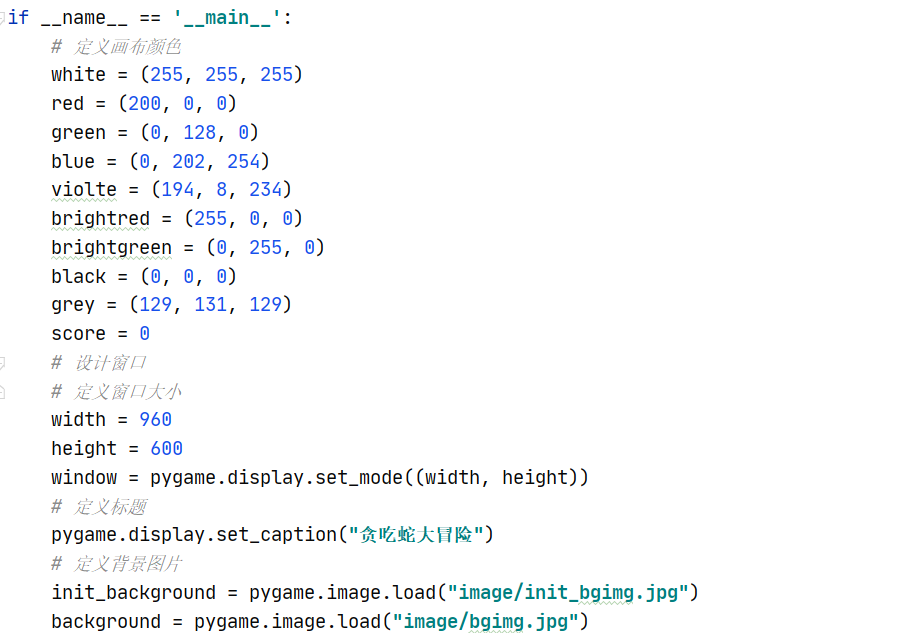 if __name__ == '__main__':
    # 定义画布颜色
    white = (255, 255, 255)
    red = (200, 0, 0)
    green = (0, 128, 0)
    blue = (0, 202, 254)
    violte = (194, 8, 234)
    brightred = (255, 0, 0)
    brightgreen = (0, 255, 0)
    black = (0, 0, 0)
    grey = (129, 131, 129)
    score = 0
    # 设计窗口
    # 定义窗口大小
    width = 960
    height = 600
    window = pygame.display.set_mode((width, height))
    # 定义标题
    pygame.display.set_caption("贪吃蛇大冒险")
    # 定义背景图片
    init_background = pygame.image.load("image/init_bgimg.jpg")
    background = pygame.image.load("image/bgimg.jpg")